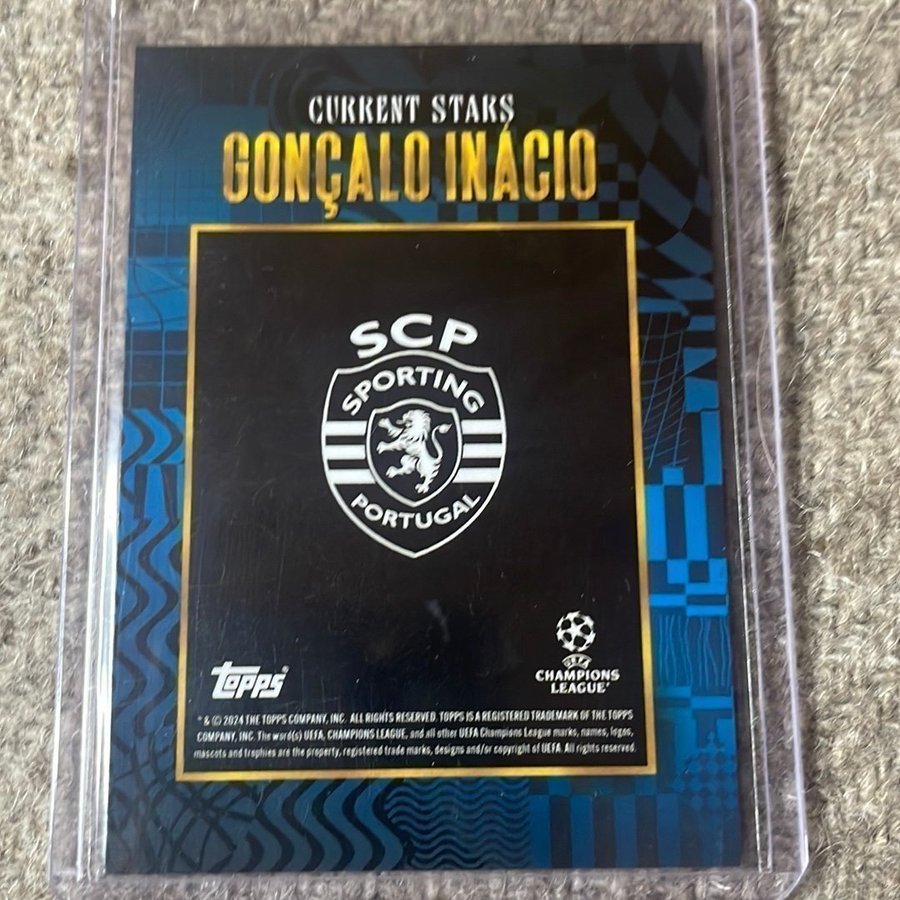 CURRENT STARS
GONÇALO INÁCIO
SCP
SPORTING
PORTUGAL
topps®
UEFA
CHAMPIONS
LEAGUE®
* & © 2024 THE TOPPS COMPANY, INC. ALL RIGHTS RESERVED. TOPPS IS A REGISTERED TRADEMARK OF THE TOPPS
COMPANY, INC. The word(s) UEFA, CHAMPIONS LEAGUE, and all other UEFA Champions League marks, names, logos,
mascots and trophies are the property, registered trade marks, designs and/or copyright of UEFA. All rights reserved.